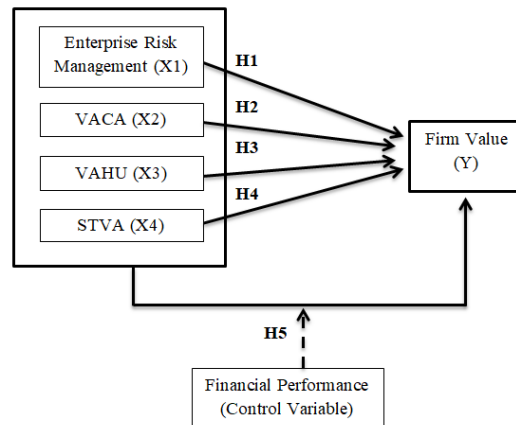 Enterprise Risk
Management (X1)
VACA (X2)
VAHU (X3)
STVA (X4)
H1
H2
H3
H4
Firm Value
(Y)
H5
Financial Performance
(Control Variable)